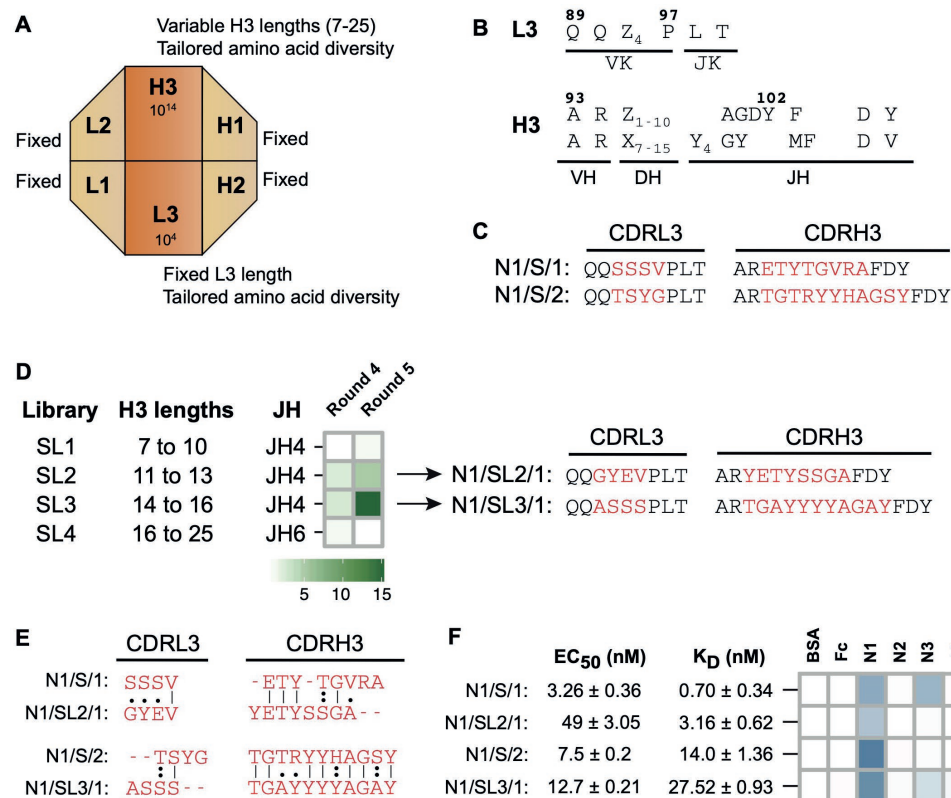 A
Variable H3 lengths (7-25)
Tailored amino acid diversity
H3
10^14
L2
H1
Fixed
Fixed
Fixed
Fixed
L1
H2
L3
10^4
Fixed L3 length
Tailored amino acid diversity
B
89 97
L3 Q Q Z4 P L T
VK JK
93 102
H3
A R Z1-10 AGDY F D Y
A R X7-15 Y4 GY MF D V
VH DH JH
C
CDRL3 CDRH3
N1/S/1: QQSSSVPLT ARETYTGVRAFDY
N1/S/2: QQTSYGPLT ARTGTRYYHAGSYFDY
D
Library H3 lengths JH Round 4 Round 5
SL1 7 to 10 JH4
SL2 11 to 13 JH4
SL3 14 to 16 JH4
SL4 16 to 25 JH6
5 10 15
CDRL3 CDRH3
N1/SL2/1: QQGYEVPLT ARYETYSSGAFDY
N1/SL3/1: QQASSSPLT ARTGAYYYYAGAYFDY
E
CDRL3 CDRH3
N1/S/1: SSSV -ETY-TGVRA
N1/SL2/1: GYEV YETYSSGA--
N1/S/2: --TSYG TGTRYYHAGSY
N1/SL3/1: ASSS-- TGAYYYYAGAY
F
EC50 (nM) KD (nM) BSA Fc N1 N2 N3
N1/S/1: 3.26 ± 0.36 0.70 ± 0.34
N1/SL2/1: 49 ± 3.05 3.16 ± 0.62
N1/S/2: 7.5 ± 0.2 14.0 ± 1.36
N1/SL3/1: 12.7 ± 0.21 27.52 ± 0.93